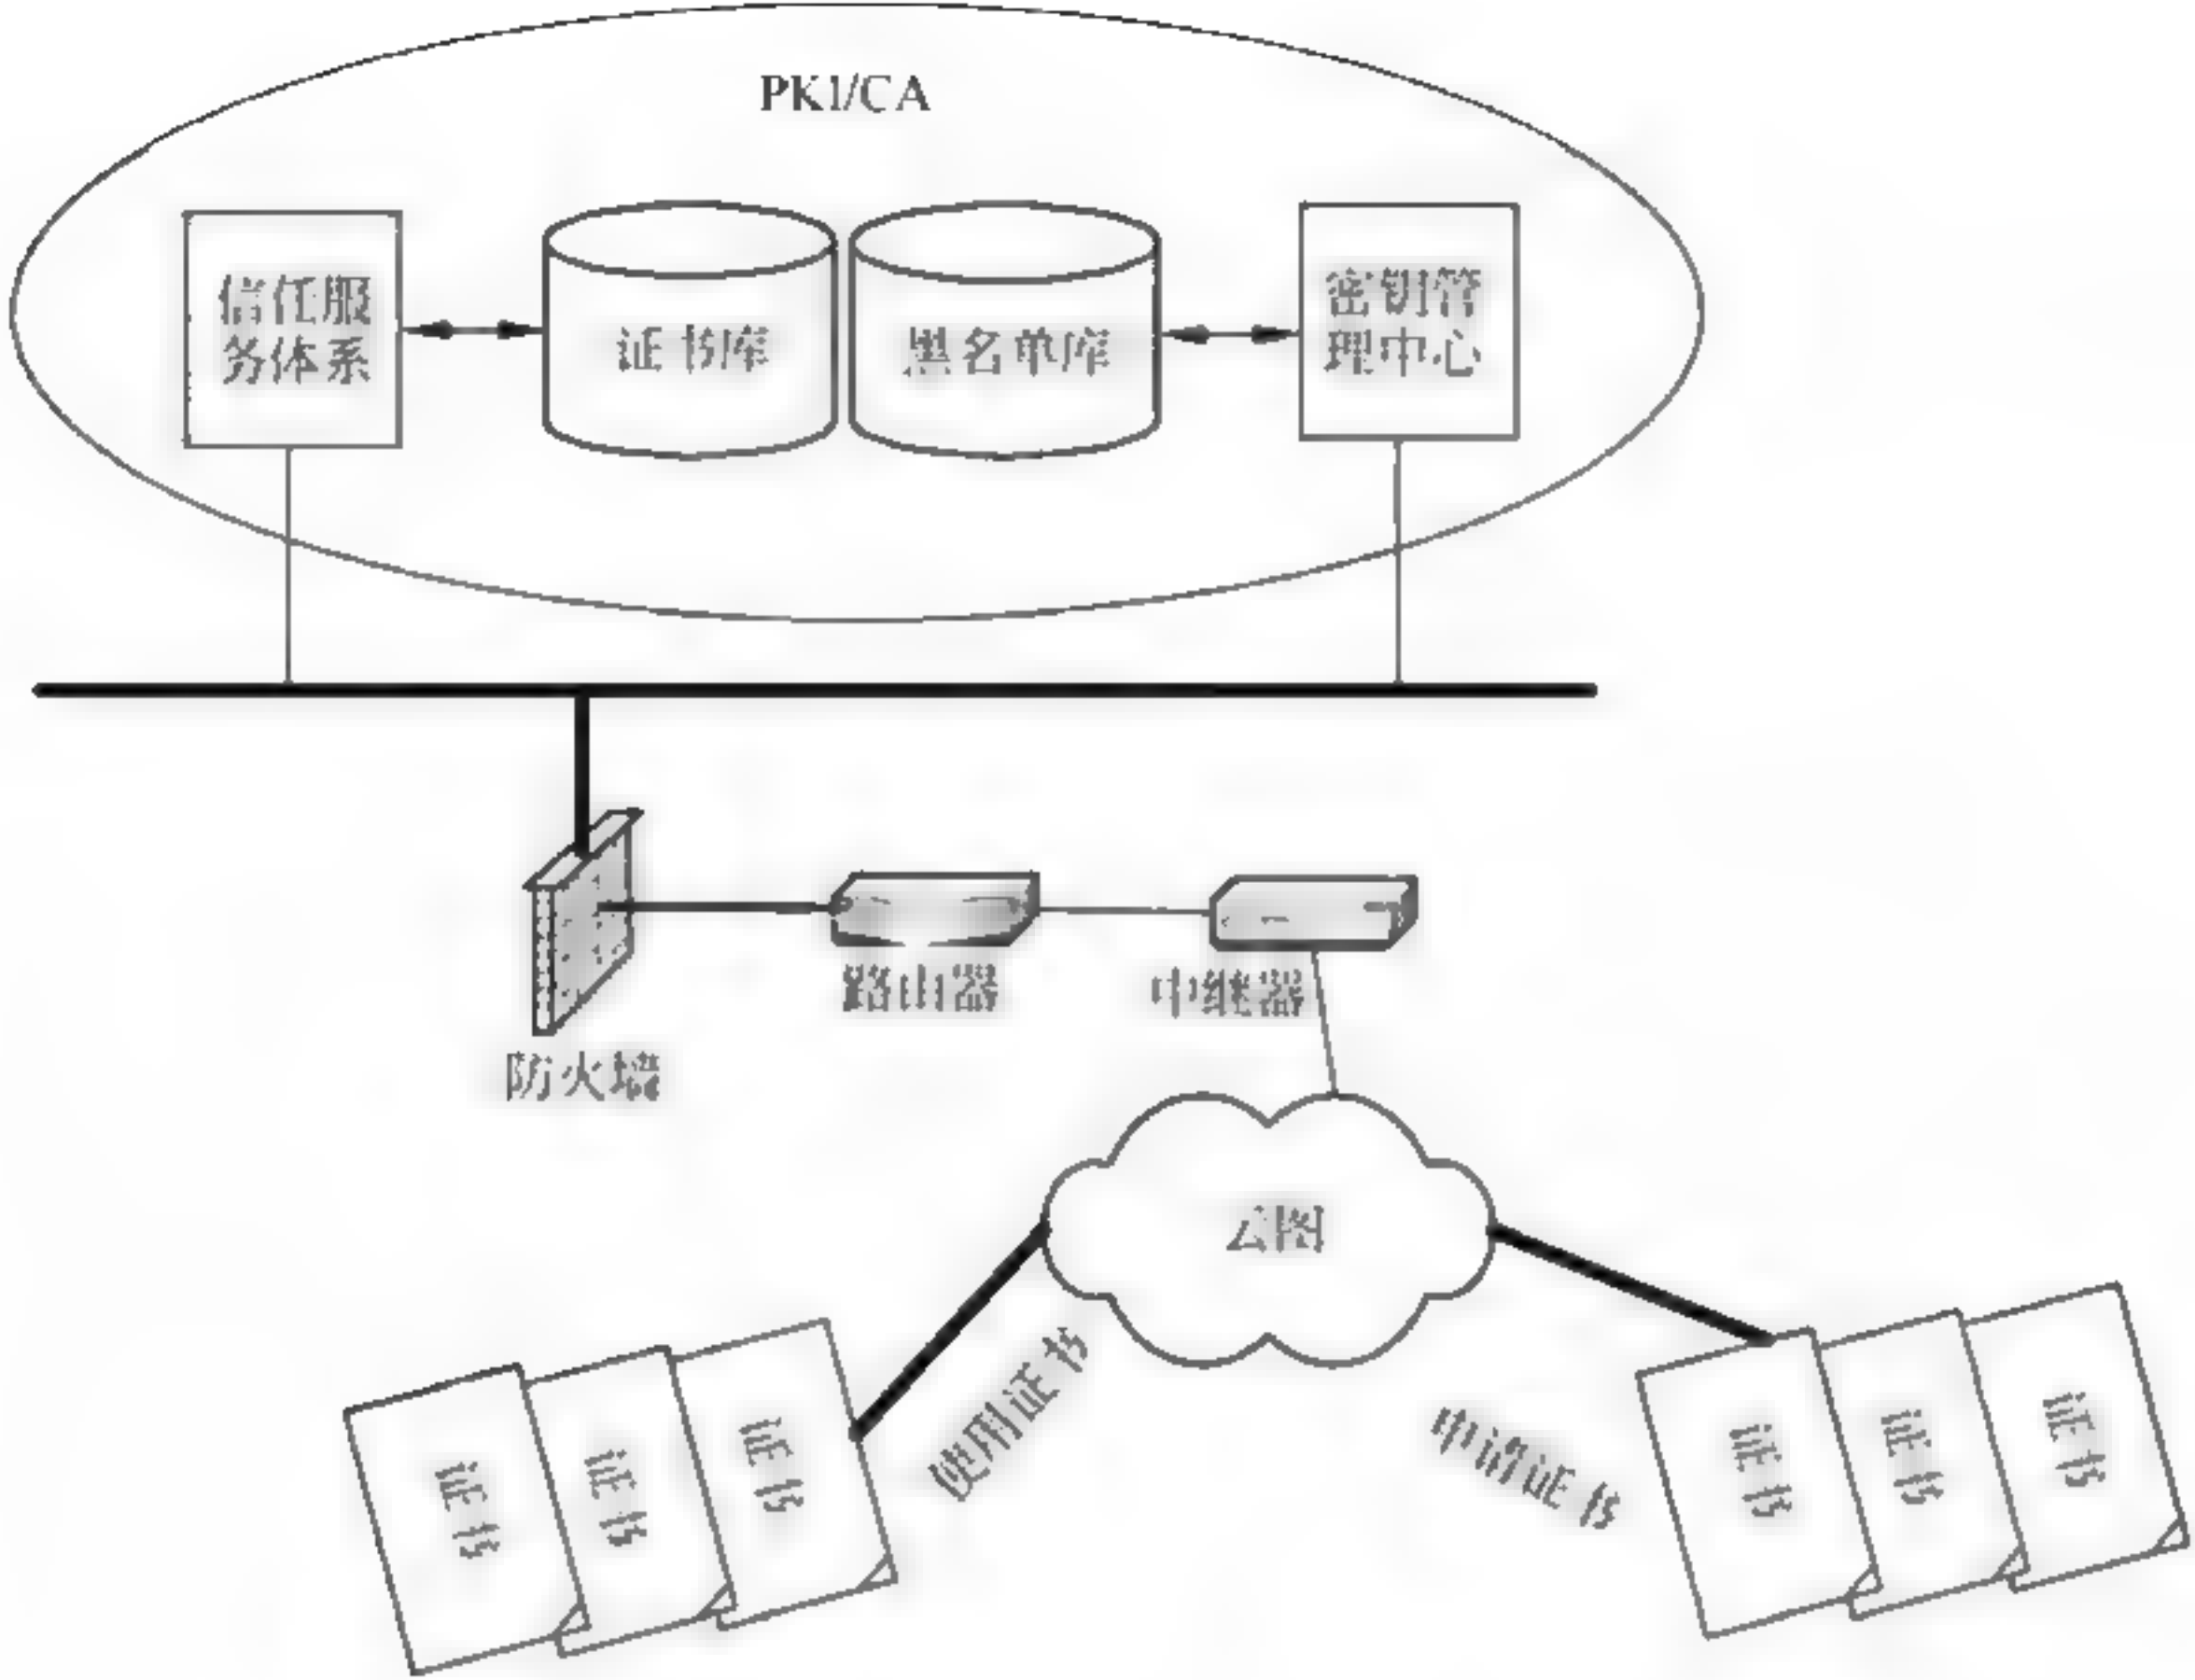 PKI/CA
信任服
务体系
证书库
黑名单库
密钥管
理中心
防火墙
路由器
中继器
云图
使用证书
申请证书
证书
证书
证书
证书
证书
证书